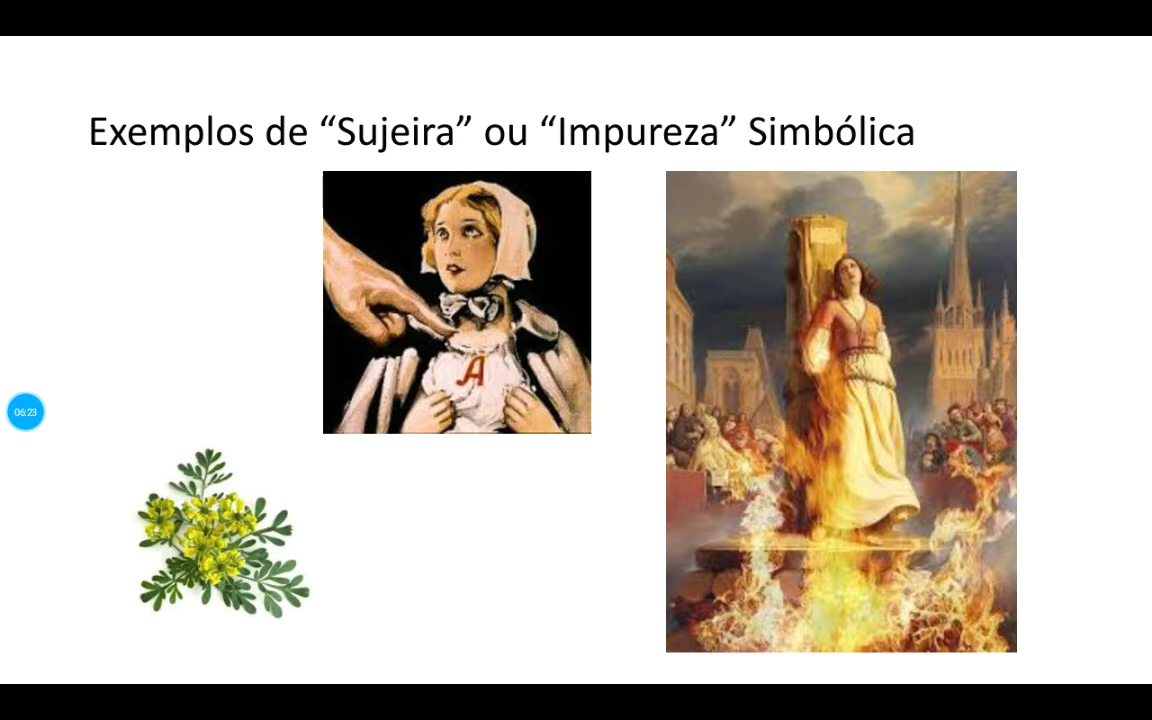 Exemplos de “Sujeira” ou “Impureza” Simbólica
A
06:23